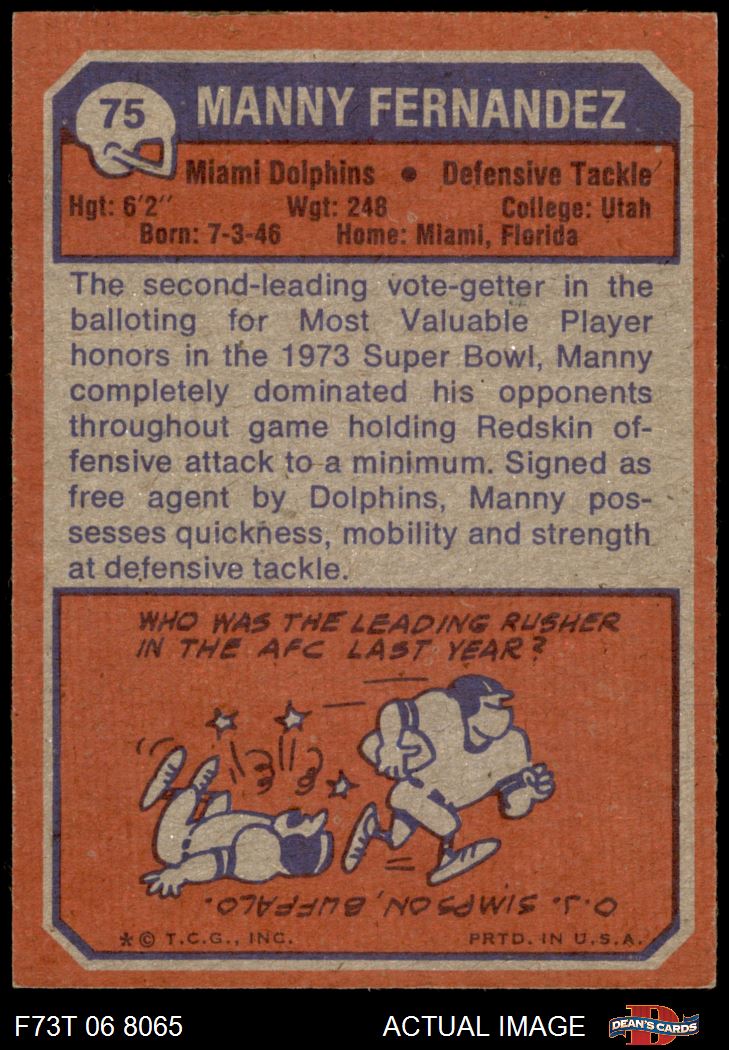 75 MANNY FERNANDEZ
Miami Dolphins • Defensive Tackle
Hgt: 6'2" Wgt: 248 College: Utah
Born: 7-3-46 Home: Miami, Florida
The second-leading vote-getter in the
balloting for Most Valuable Player
honors in the 1973 Super Bowl, Manny
completely dominated his opponents
throughout game holding Redskin of-
fensive attack to a minimum. Signed as
free agent by Dolphins, Manny pos-
sesses quickness, mobility and strength
at defensive tackle.
WHO WAS THE LEADING RUSHER
IN THE AFC LAST YEAR?
O.J. SIMPSON, BUFFALO.
*© T.C.G., INC. PRTD. IN U.S.A.
F73T 06 8065 ACTUAL IMAGE D DEAN'S CARDS